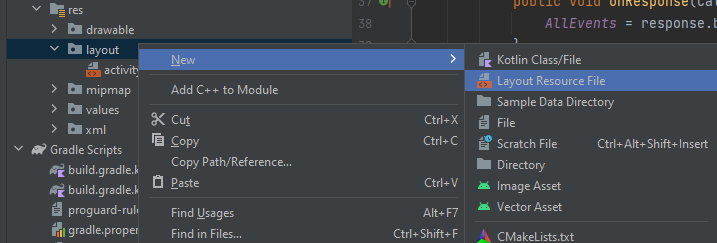 res
drawable
layout
activity
mipmap
values
xml
Gradle Scripts
build.gradle.k
build.gradle.k
proguard-rule
gradle.proper
37
public void onResponse(Cal
38
AllEvents = response.b
}
New
Add C++ to Module
Cut Ctrl+X
Copy Ctrl+C
Copy Path/Reference...
Paste Ctrl+V
Find Usages Alt+F7
Find in Files... Ctrl+Shift+F
Kotlin Class/File
Layout Resource File
Sample Data Directory
File
Scratch File Ctrl+Alt+Shift+Insert
Directory
Image Asset
Vector Asset
CMakeLists.txt